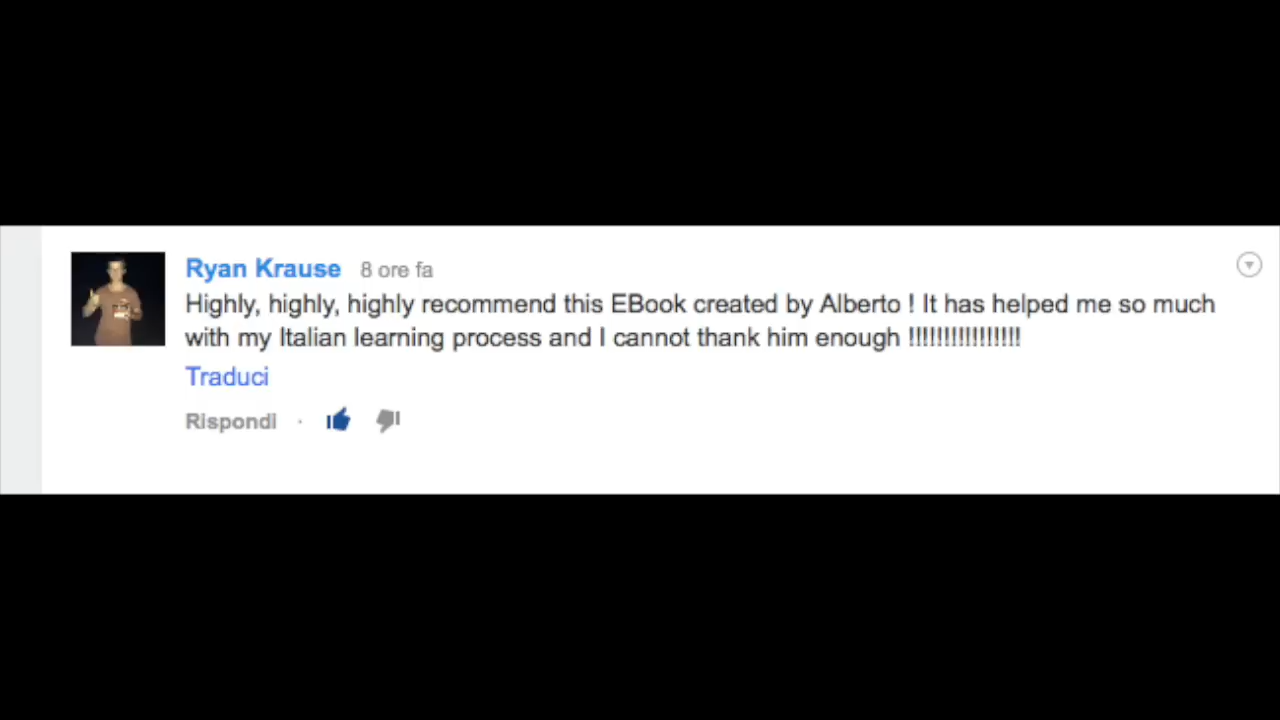 Ryan Krause 8 ore fa
Highly, highly, highly recommend this EBook created by Alberto ! It has helped me so much
with my Italian learning process and I cannot thank him enough !!!!!!!!!!!!!!!!
Traduci
Rispondi ·